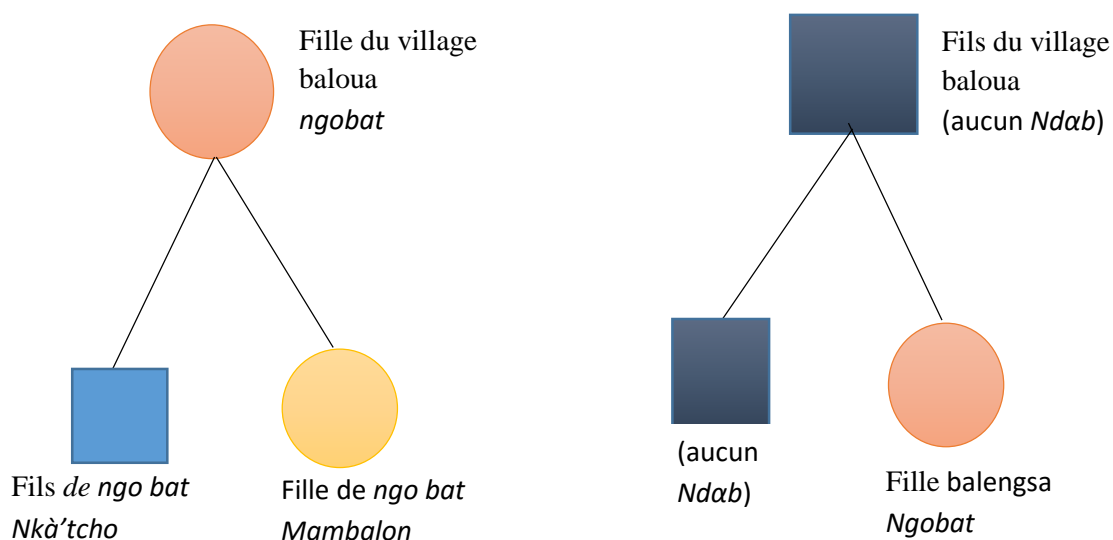 Fille du village
baloua
ngobat
Fils du village
baloua
(aucun Ndαb)
Fils de ngo bat
Nkà’tcho
Fille de ngo bat
Mambalon
(aucun
Ndαb)
Fille balengsa
Ngobat